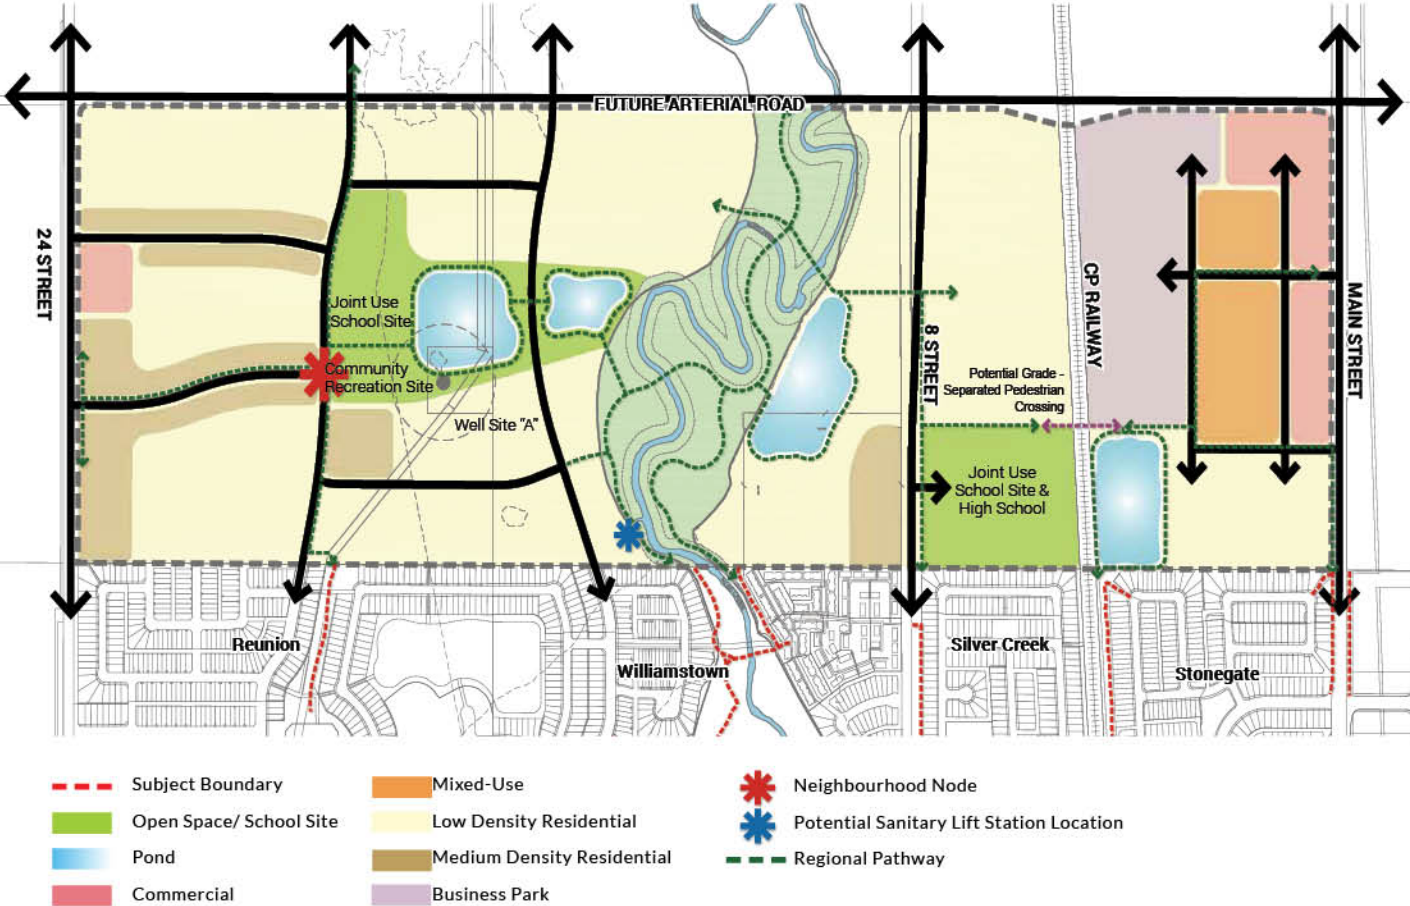 FUTURE ARTERIAL ROAD
24 STREET
Joint Use
School Site
Community
Recreation Site
Well Site "A"
8 STREET
CP RAILWAY
MAIN STREET
Potential Grade -
Separated Pedestrian
Crossing
Joint Use
School Site &
High School
Reunion
Williamstown
Silver Creek
Stonegate
Subject Boundary
Open Space/ School Site
Pond
Commercial
Mixed-Use
Low Density Residential
Medium Density Residential
Business Park
Neighbourhood Node
Potential Sanitary Lift Station Location
Regional Pathway